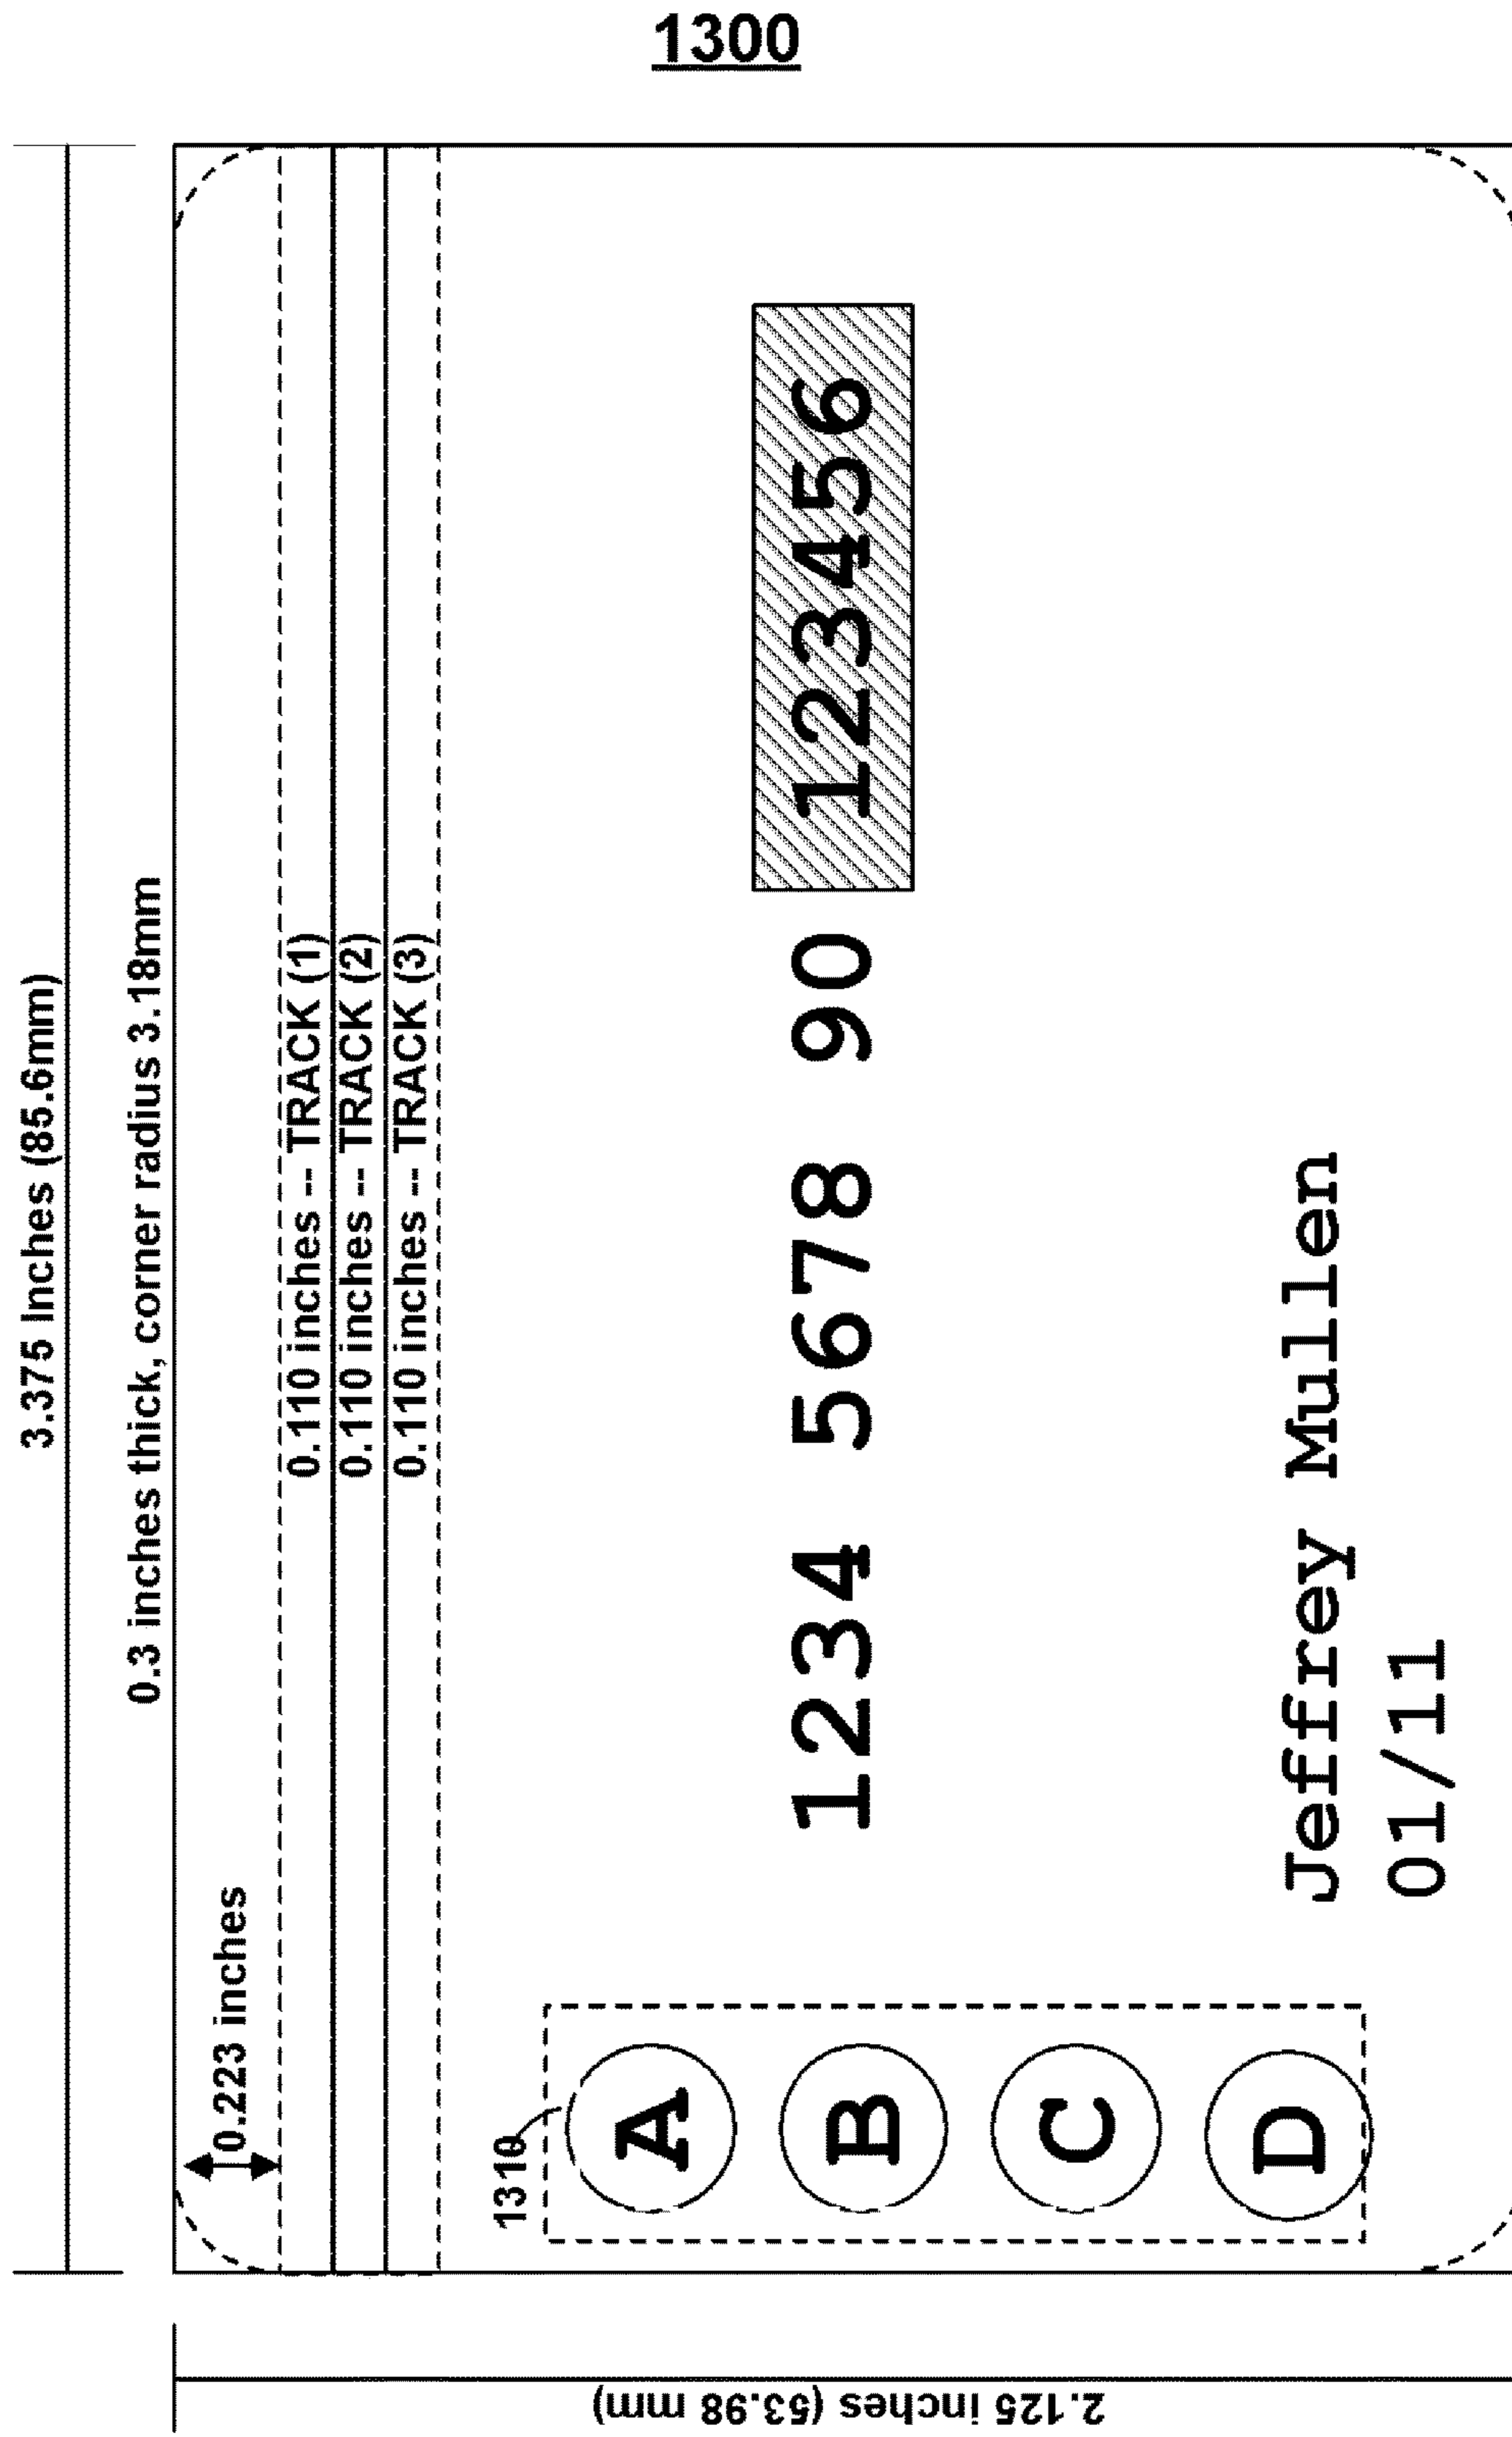 1300
3.375 Inches (85.6mm)
0.3 inches thick, corner radius 3.18mm
0.223 inches
0.110 inches -- TRACK (1)
0.110 inches -- TRACK (2)
0.110 inches -- TRACK (3)
1310
A
B
C
D
1234 5678 90 123456
Jeffrey Mullen
01/11
2.125 inches (53.98 mm)